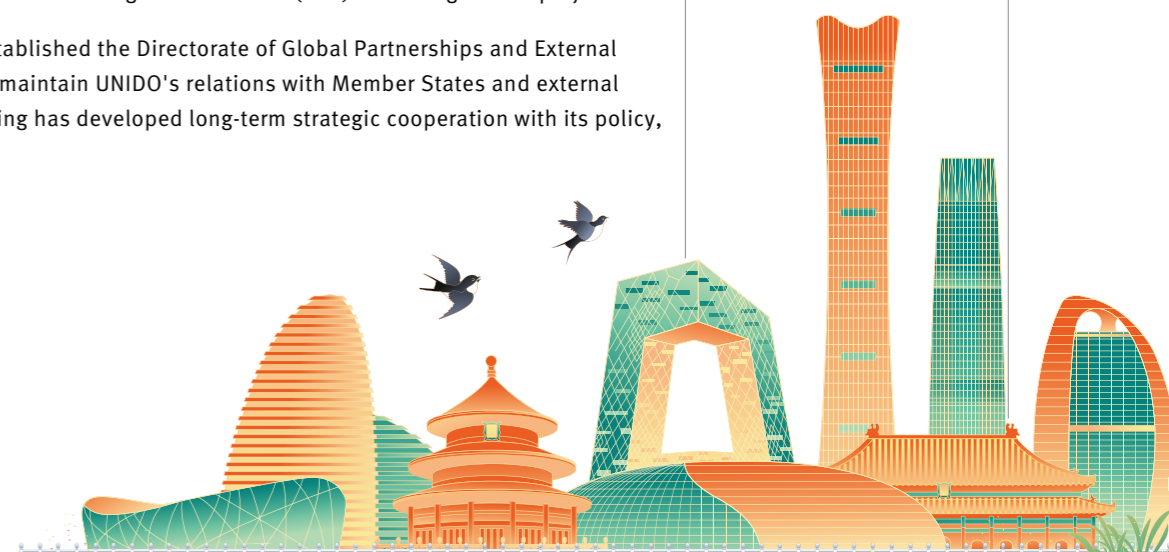 tablished the Directorate of Global Partnerships and External
maintain UNIDO's relations with Member States and external
ing has developed long-term strategic cooperation with its policy,